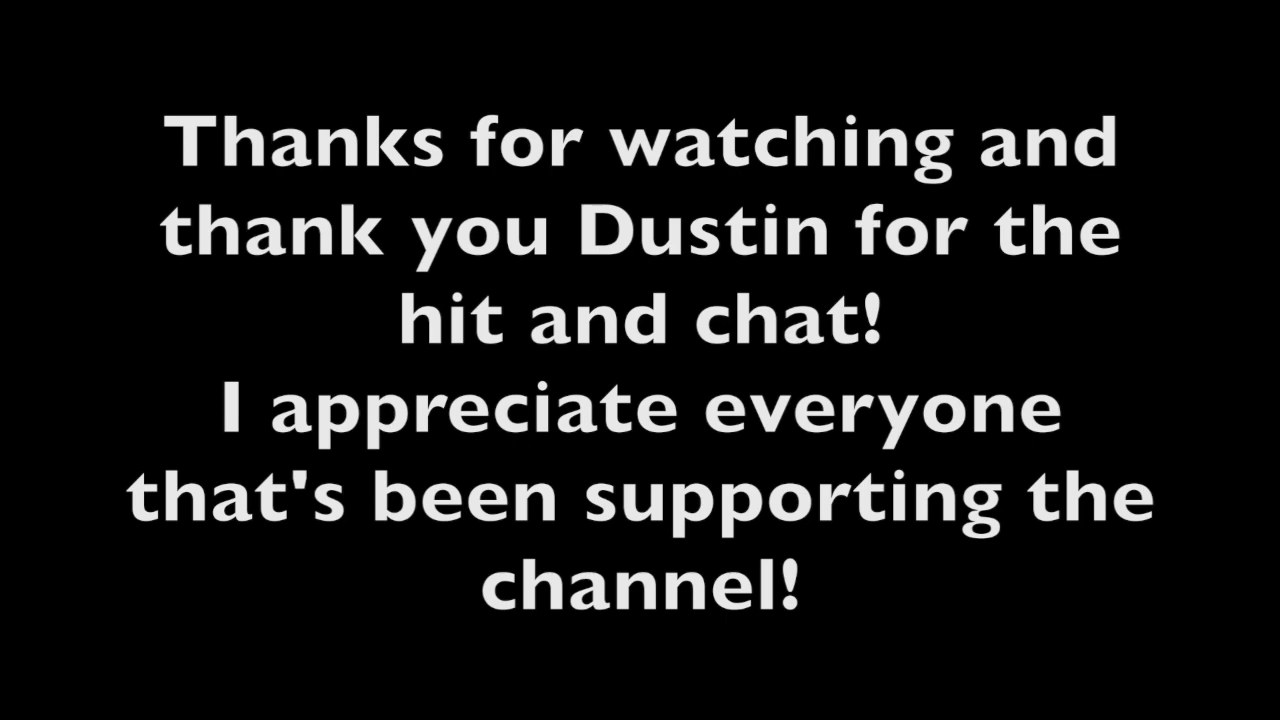 Thanks for watching and
thank you Dustin for the
hit and chat!
I appreciate everyone
that's been supporting the
channel!